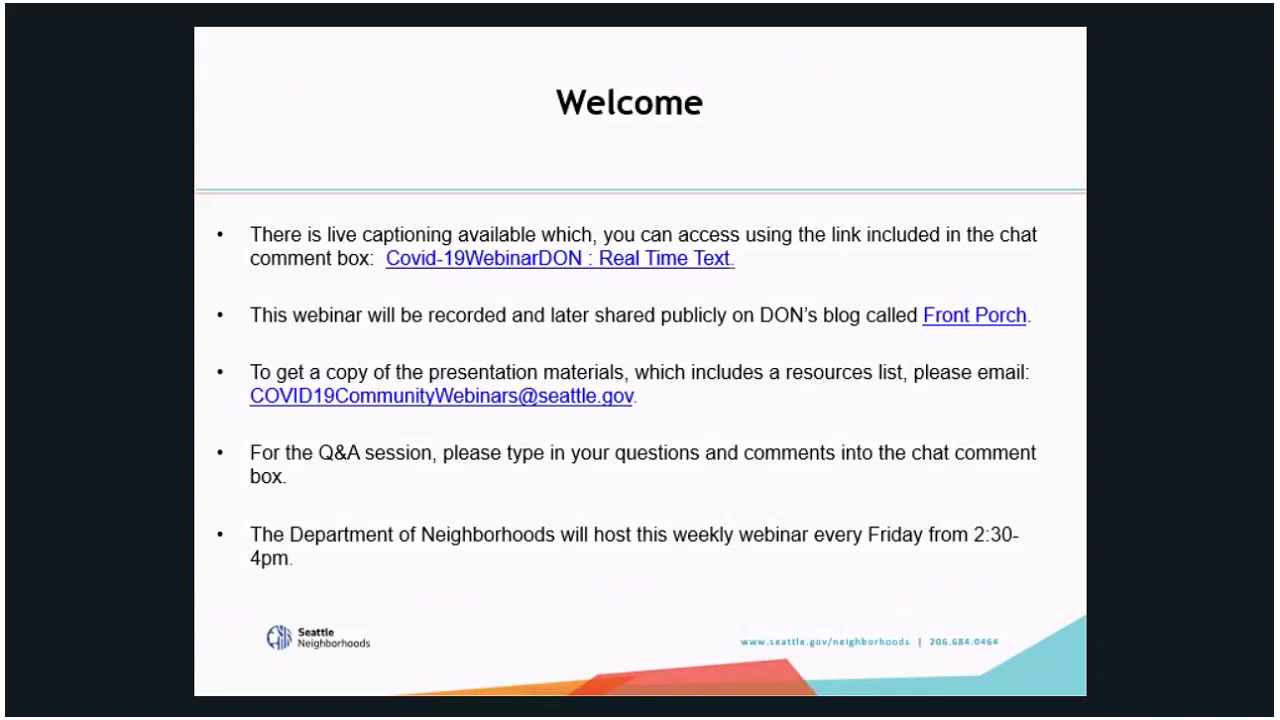 Welcome
• There is live captioning available which, you can access using the link included in the chat
comment box:  Covid-19WebinarDON : Real Time Text.
• This webinar will be recorded and later shared publicly on DON’s blog called Front Porch.
• To get a copy of the presentation materials, which includes a resources list, please email:
COVID19CommunityWebinars@seattle.gov.
• For the Q&A session, please type in your questions and comments into the chat comment
box.
• The Department of Neighborhoods will host this weekly webinar every Friday from 2:30-
4pm.
Seattle
Neighborhoods
www.seattle.gov/neighborhoods | 206.684.0464